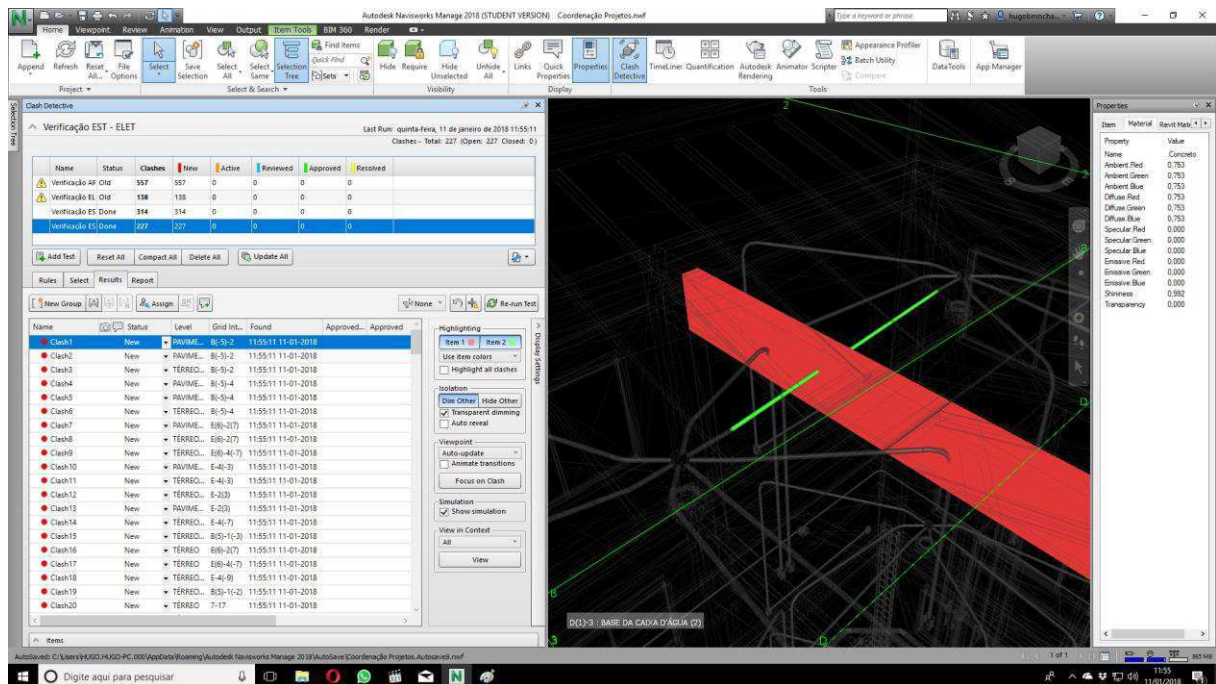 Autodesk Navisworks Manage 2018 (STUDENT VERSION) Coordenação Projetos.nwf
Type a keyword or phrase
Home Viewpoint Review Animation View Output Item Tools BIM 360 Render
Append Refresh Reset All... File Options Select Save Selection Select All Select Same Selection Tree Find Items Quick Find Sets Hide Require Hide Unselected Unhide All Links Quick Properties Properties Clash Detective TimeLiner Quantification Autodesk Rendering Animator Scripter Appearance Profiler Batch Utility Compare DataTools App Manager
Project Select & Search Visibility Display Tools
Selection Tree
Clash Detective
Verificação EST - ELET
Last Run: quinta-feira, 11 de janeiro de 2018 11:55:11
Clashes - Total: 227 (Open: 227 Closed: 0)
Name Status Clashes New Active Reviewed Approved Resolved
Verificação AF Old 557 557 0 0 0 0
Verificação EL Old 138 138 0 0 0 0
Verificação ES Done 314 314 0 0 0 0
Verificação ES Done 227 227 0 0 0 0
Add Test Reset All Compact All Delete All Update All
Rules Select Results Report
New Group Assign None Re-run Test
Name Status Level Grid Int... Found Approved... Approved
Clash1 New PAVIME... B(-5)-2 11:55:11 11-01-2018
Clash2 New PAVIME... B(-5)-2 11:55:11 11-01-2018
Clash3 New TÉRREO... B(-5)-2 11:55:11 11-01-2018
Clash4 New PAVIME... B(-5)-4 11:55:11 11-01-2018
Clash5 New PAVIME... B(-5)-4 11:55:11 11-01-2018
Clash6 New TÉRREO... B(-5)-4 11:55:11 11-01-2018
Clash7 New PAVIME... E(6)-2(7) 11:55:11 11-01-2018
Clash8 New TÉRREO... E(6)-2(7) 11:55:11 11-01-2018
Clash9 New TÉRREO... E(6)-4(-7) 11:55:11 11-01-2018
Clash10 New PAVIME... E-4(-3) 11:55:11 11-01-2018
Clash11 New TÉRREO... E-4(-3) 11:55:11 11-01-2018
Clash12 New TÉRREO... E-2(3) 11:55:11 11-01-2018
Clash13 New PAVIME... E-2(3) 11:55:11 11-01-2018
Clash14 New TÉRREO... E-4(-7) 11:55:11 11-01-2018
Clash15 New TÉRREO... B(5)-1(-3) 11:55:11 11-01-2018
Clash16 New TÉRREO E(6)-2(7) 11:55:11 11-01-2018
Clash17 New TÉRREO E(6)-4(-7) 11:55:11 11-01-2018
Clash18 New TÉRREO... E-4(-9) 11:55:11 11-01-2018
Clash19 New TÉRREO... B(5)-1(-2) 11:55:11 11-01-2018
Clash20 New TÉRREO 7-17 11:55:11 11-01-2018
Items
Highlighting
Item 1 Item 2
Use item colors
Highlight all clashes
Isolation
Dim Other Hide Other
Transparent dimming
Auto reveal
Viewpoint
Auto-update
Animate transitions
Focus on Clash
Simulation
Show simulation
View in Context
All
View
Display Settings
2
2
B
D
B
3
D
D(1)-3 : BASE DA CAIXA D'ÁGUA (2)
Properties
Item Material Revit Mat
Property Value
Name Concreto
Ambient.Red 0,753
Ambient.Green 0,753
Ambient.Blue 0,753
Diffuse.Red 0,753
Diffuse.Green 0,753
Diffuse.Blue 0,753
Specular.Red 0,000
Specular.Green 0,000
Specular.Blue 0,000
Emissive.Red 0,000
Emissive.Green 0,000
Emissive.Blue 0,000
Shininess 0,992
Transparency 0,000
AutoSaved: C:\Users\HUGO.HUGO-PC.000\AppData\Roaming\Autodesk Navisworks Manage 2018\AutoSave\Coordenação Projetos.Autosave8.nwf
1 of 1
Digite aqui para pesquisar
11:55
11/01/2018